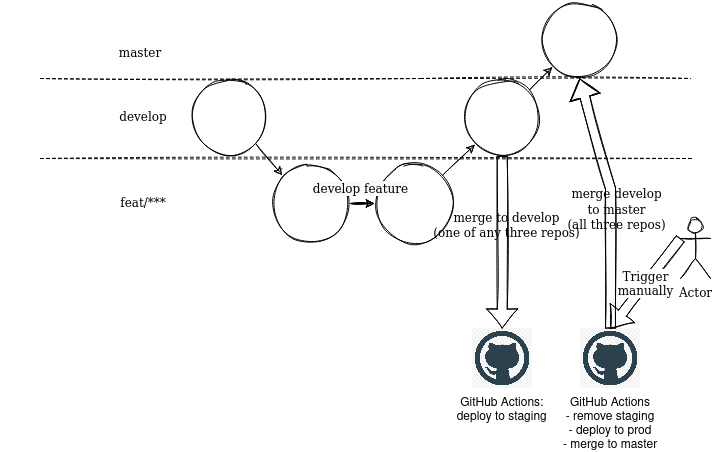 master
develop
feat/***
develop feature
merge to develop
(one of any three repos)
merge develop
to master
(all three repos)
Trigger
manually
Actor
GitHub Actions:
deploy to staging
GitHub Actions
- remove staging
- deploy to prod
- merge to master